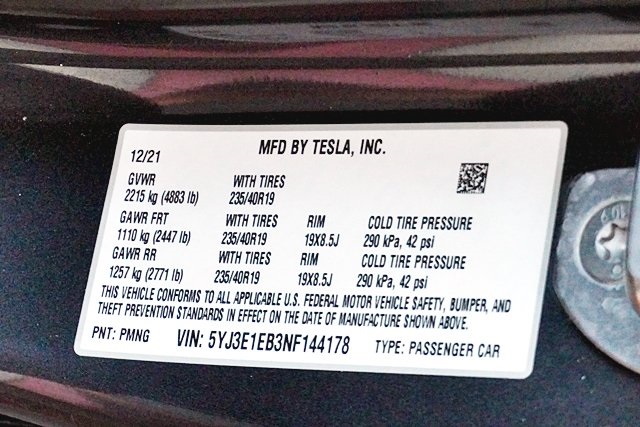 MFD BY TESLA, INC.
12/21
GVWR WITH TIRES
2215 kg (4883 lb) 235/40R19
GAWR FRT WITH TIRES RIM COLD TIRE PRESSURE
1110 kg (2447 lb) 235/40R19 19X8.5J 290 kPa, 42 psi
GAWR RR WITH TIRES RIM COLD TIRE PRESSURE
1257 kg (2771 lb) 235/40R19 19X8.5J 290 kPa, 42 psi
THIS VEHICLE CONFORMS TO ALL APPLICABLE U.S. FEDERAL MOTOR VEHICLE SAFETY, BUMPER, AND
THEFT PREVENTION STANDARDS IN EFFECT ON THE DATE OF MANUFACTURE SHOWN ABOVE.
PNT: PMNG VIN: 5YJ3E1EB3NF144178 TYPE: PASSENGER CAR